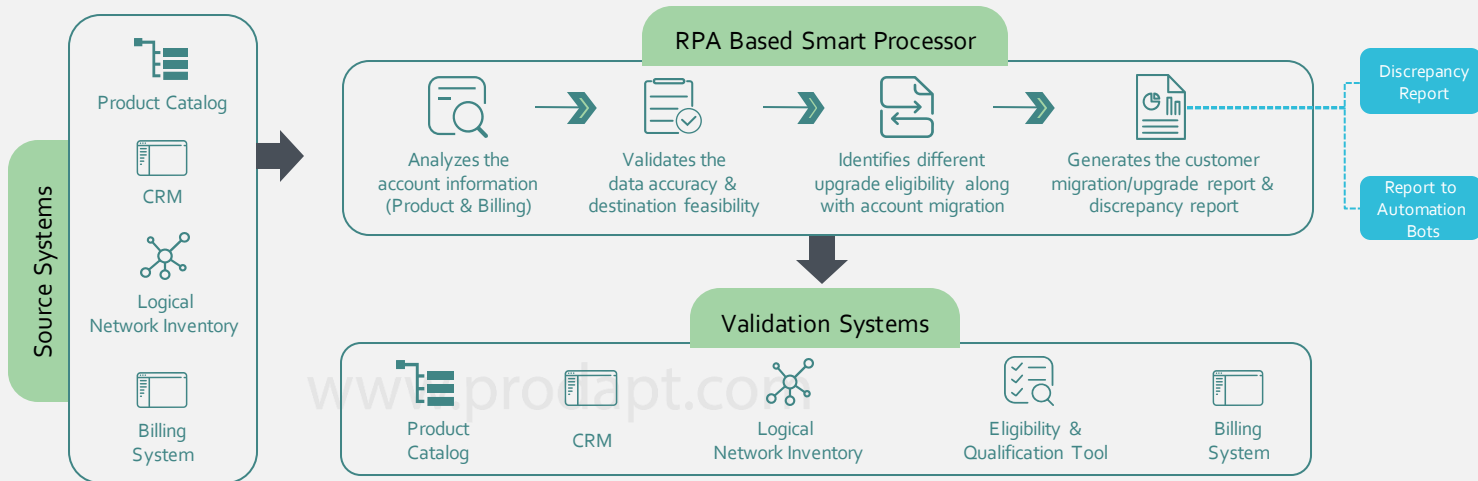 Source Systems
Product Catalog
CRM
Logical
Network Inventory
Billing
System
RPA Based Smart Processor
Analyzes the
account information
(Product & Billing)
Validates the
data accuracy &
destination feasibility
Identifies different
upgrade eligibility along
with account migration
Generates the customer
migration/upgrade report &
discrepancy report
Discrepancy
Report
Report to
Automation
Bots
Validation Systems
www.prodapt.com
Product
Catalog
CRM
Logical
Network Inventory
Eligibility &
Qualification Tool
Billing
System